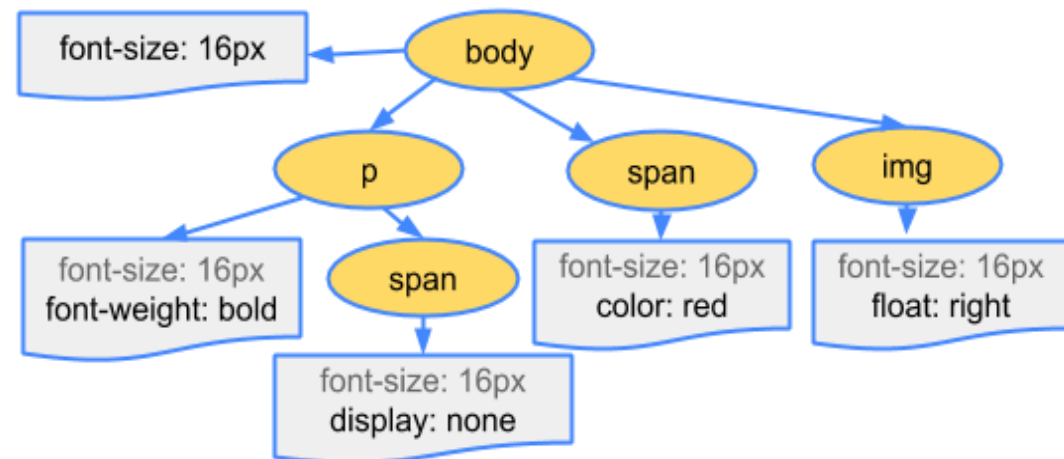 font-size: 16px
body
p
span
img
font-size: 16px
font-weight: bold
span
font-size: 16px
color: red
font-size: 16px
float: right
font-size: 16px
display: none